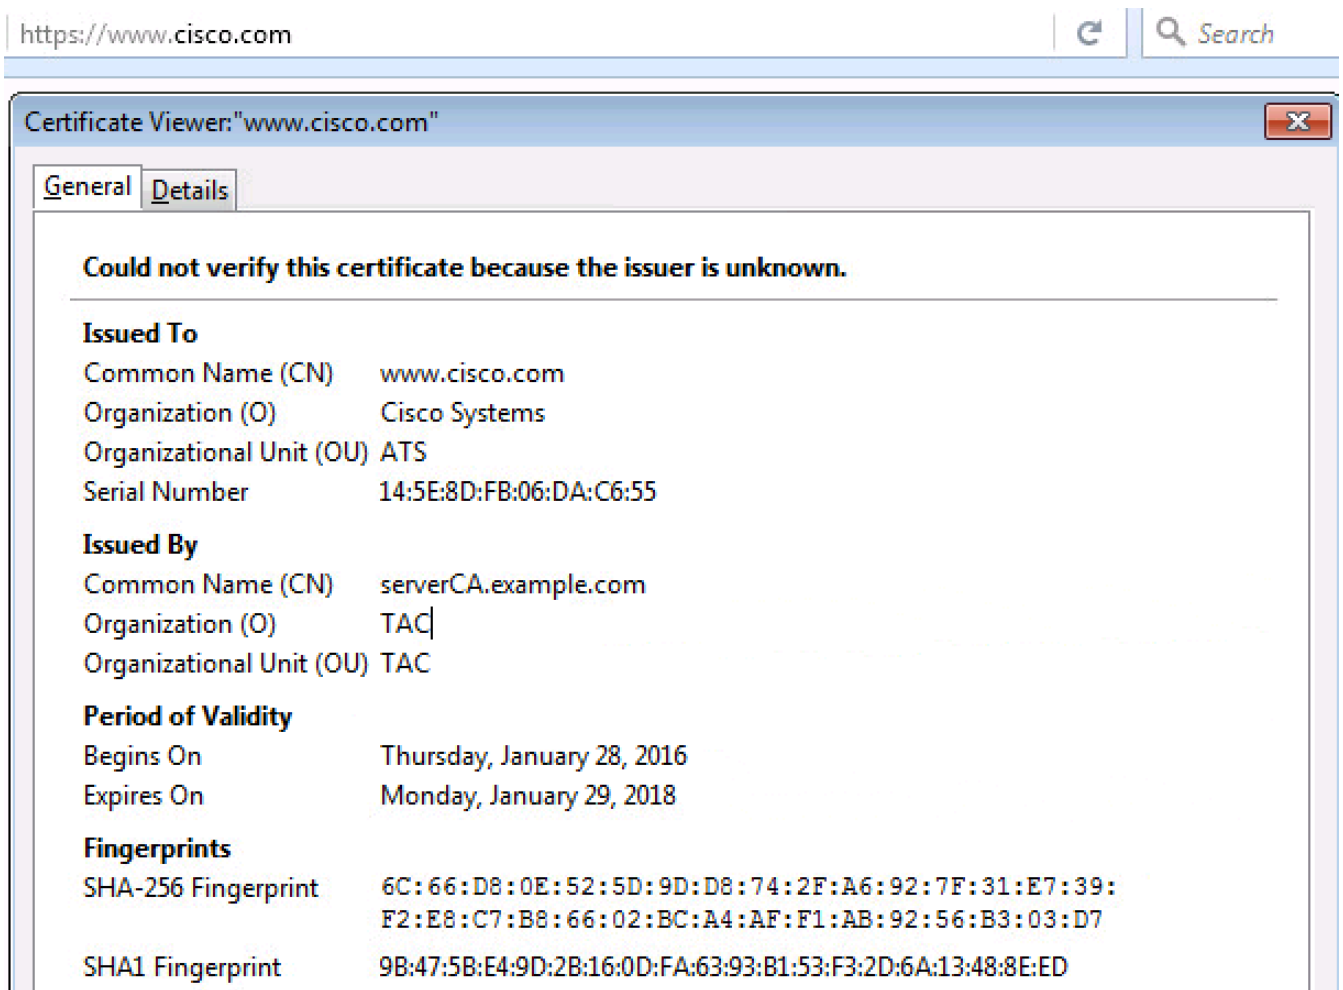 https://www.cisco.com
Search
Certificate Viewer:"www.cisco.com"
General Details
Could not verify this certificate because the issuer is unknown.
Issued To
Common Name (CN) www.cisco.com
Organization (O) Cisco Systems
Organizational Unit (OU) ATS
Serial Number 14:5E:8D:FB:06:DA:C6:55
Issued By
Common Name (CN) serverCA.example.com
Organization (O) TAC
Organizational Unit (OU) TAC
Period of Validity
Begins On Thursday, January 28, 2016
Expires On Monday, January 29, 2018
Fingerprints
SHA-256 Fingerprint 6C:66:D8:0E:52:5D:9D:D8:74:2F:A6:92:7F:31:E7:39:
F2:E8:C7:B8:66:02:BC:A4:AF:F1:AB:92:56:B3:03:D7
SHA1 Fingerprint 9B:47:5B:E4:9D:2B:16:0D:FA:63:93:B1:53:F3:2D:6A:13:48:8E:ED